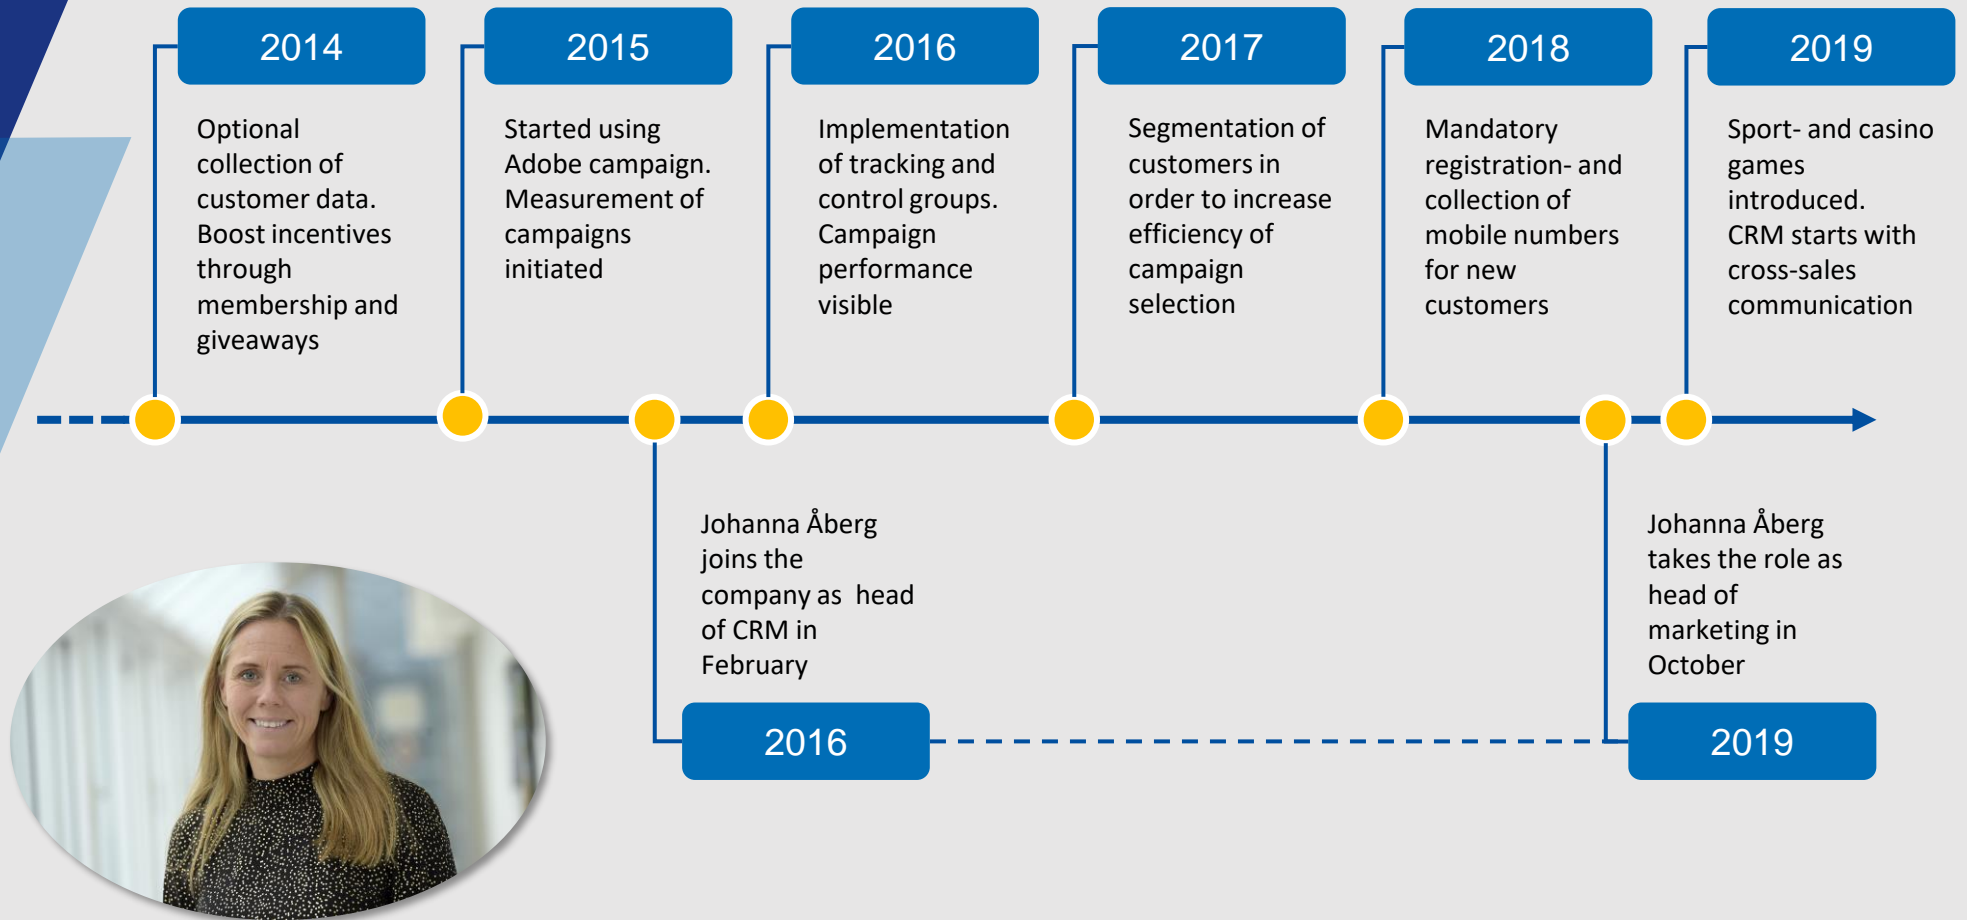 2014
Optional
collection of
customer data.
Boost incentives
through
membership and
giveaways
2015
Started using
Adobe campaign.
Measurement of
campaigns
initiated
2016
Implementation
of tracking and
control groups.
Campaign
performance
visible
2017
Segmentation of
customers in
order to increase
efficiency of
campaign
selection
2018
Mandatory
registration- and
collection of
mobile numbers
for new
customers
2019
Sport- and casino
games
introduced.
CRM starts with
cross-sales
communication
Johanna Åberg
joins the
company as  head
of CRM in
February
2016
Johanna Åberg
takes the role as
head of
marketing in
October
2019